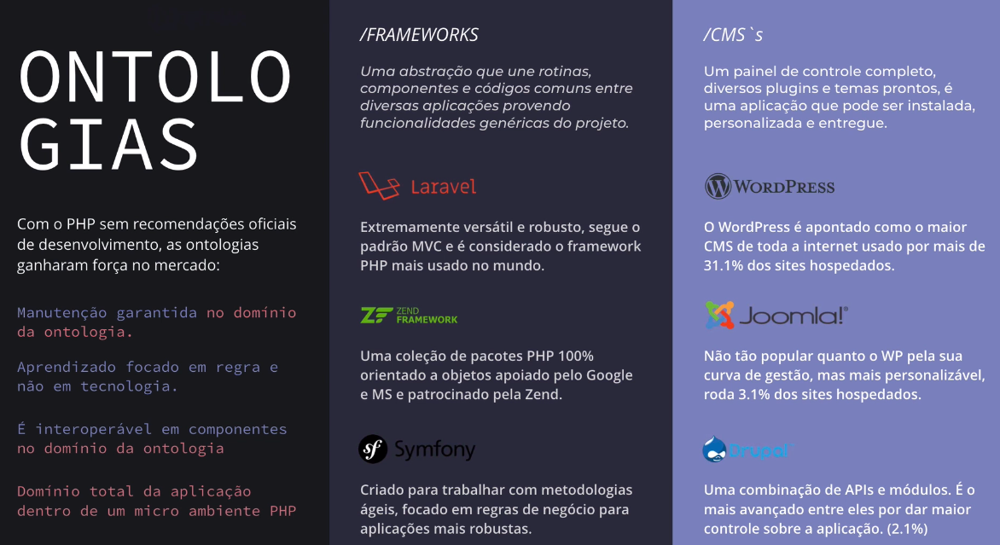 ONTOLO
GIAS
Com o PHP sem recomendações oficiais
de desenvolvimento, as ontologias
ganharam força no mercado:
Manutenção garantida no domínio
da ontologia.
Aprendizado focado em regra e
não em tecnologia.
É interoperável em componentes
no domínio da ontologia
Domínio total da aplicação
dentro de um micro ambiente PHP
/FRAMEWORKS
Uma abstração que une rotinas,
componentes e códigos comuns entre
diversas aplicações provendo
funcionalidades genéricas do projeto.
Laravel
Extremamente versátil e robusto, segue o
padrão MVC e é considerado o framework
PHP mais usado no mundo.
ZF ZEND
FRAMEWORK
Uma coleção de pacotes PHP 100%
orientado a objetos apoiado pelo Google
e MS e patrocinado pela Zend.
sf Symfony
Criado para trabalhar com metodologias
ágeis, focado em regras de negócio para
aplicações mais robustas.
/CMS`s
Um painel de controle completo,
diversos plugins e temas prontos, é
uma aplicação que pode ser instalada,
personalizada e entregue.
WORDPRESS
O WordPress é apontado como o maior
CMS de toda a internet usado por mais de
31.1% dos sites hospedados.
Joomla!®
Não tão popular quanto o WP pela sua
curva de gestão, mas mais personalizável,
roda 3.1% dos sites hospedados.
Drupal™
Uma combinação de APIs e módulos. É o
mais avançado entre eles por dar maior
controle sobre a aplicação. (2.1%)